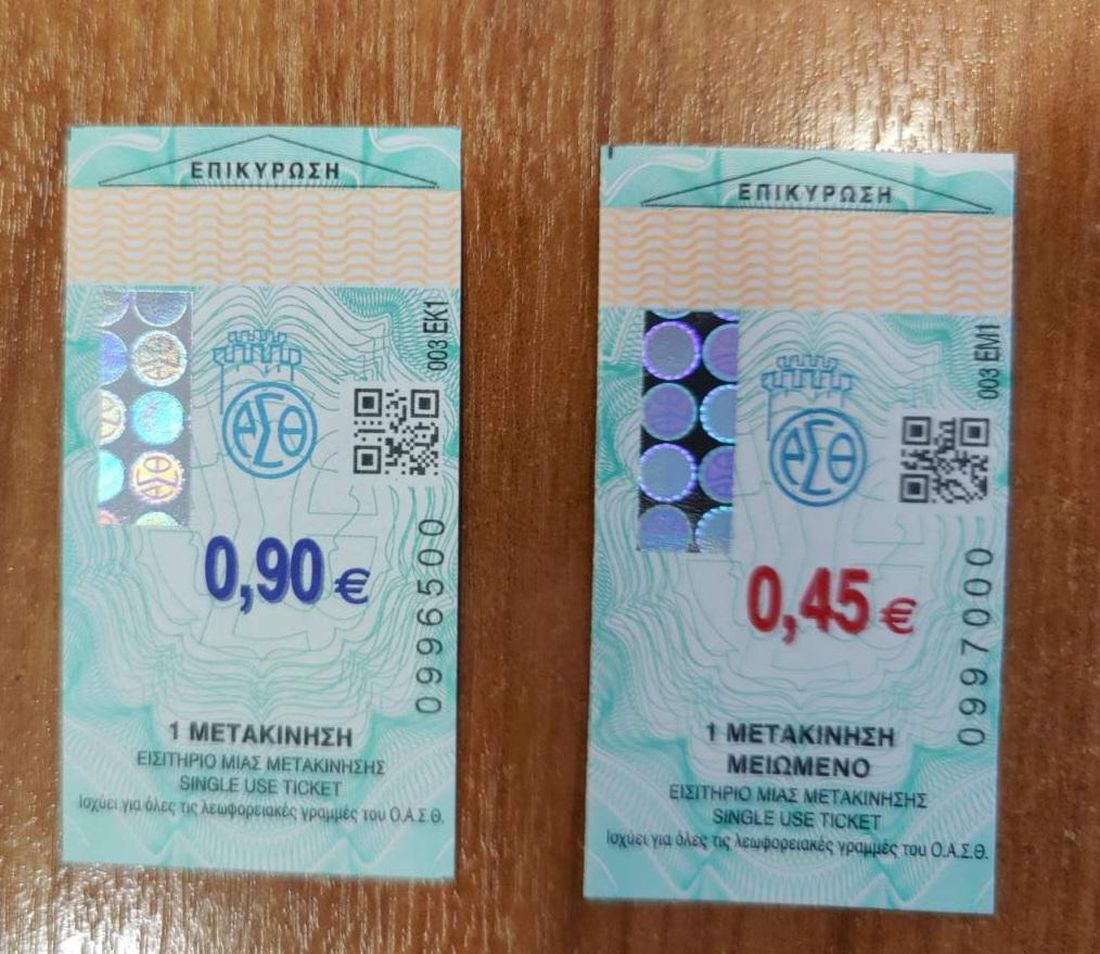 ΕΠΙΚΥΡΩΣΗ
003 ΕΚ1
ΑΣΘ
0,90 €
0996500
1 ΜΕΤΑΚΙΝΗΣΗ
ΕΙΣΙΤΗΡΙΟ ΜΙΑΣ ΜΕΤΑΚΙΝΗΣΗΣ
SINGLE USE TICKET
Ισχύει για όλες τις λεωφορειακές γραμμές του Ο.Α.Σ.Θ.
ΕΠΙΚΥΡΩΣΗ
003 ΕΜ1
ΑΣΘ
0,45 €
0997000
1 ΜΕΤΑΚΙΝΗΣΗ
ΜΕΙΩΜΕΝΟ
ΕΙΣΙΤΗΡΙΟ ΜΙΑΣ ΜΕΤΑΚΙΝΗΣΗΣ
SINGLE USE TICKET
Ισχύει για όλες τις λεωφορειακές γραμμές του Ο.Α.Σ.Θ.